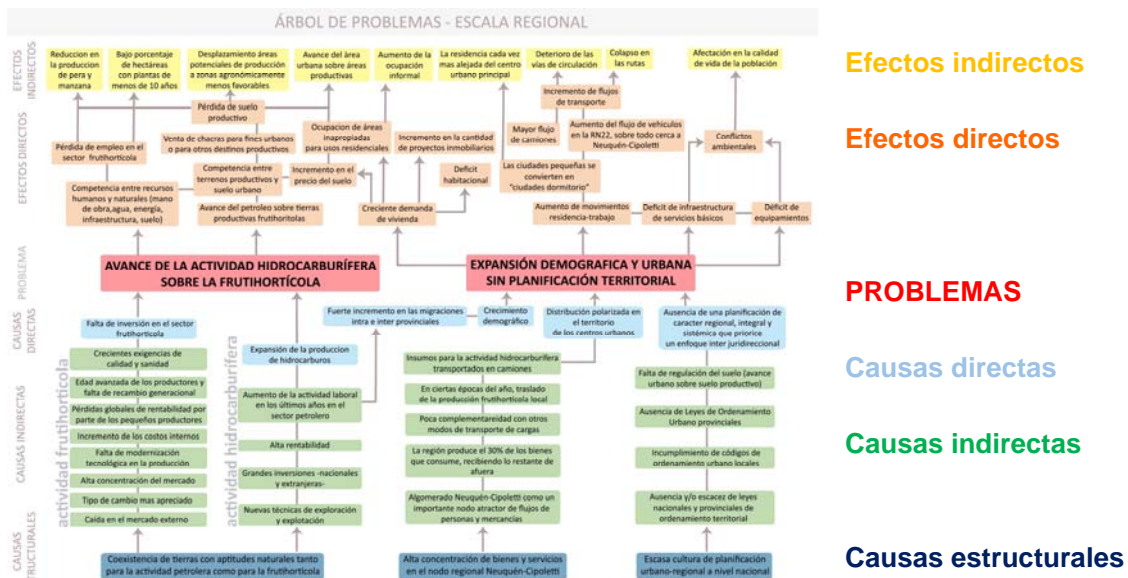 ÁRBOL DE PROBLEMAS - ESCALA REGIONAL
EFECTOS
INDIRECTOS
Reduccion en
la produccion
de pera y
manzana
Bajo porcentaje
de hectáreas
con plantas de
menos de 10 años
Desplazamiento áreas
potenciales de producción
a zonas agronómicamente
menos favorables
Avance del área
urbana sobre áreas
productivas
Aumento de la
ocupación
informal
La residencia cada vez
mas alejada del centro
urbano principal
Deterioro de las
vías de circulación
Colapso en
las rutas
Afectación en la calidad
de vida de la población
Efectos indirectos
EFECTOS DIRECTOS
Pérdida de suelo
productivo
Incremento de flujos
de transporte
Pérdida de empleo en el
sector frutihortícola
Venta de chacras para fines urbanos
o para otros destinos productivos
Ocupacion de áreas
inapropiadas
para usos residenciales
Incremento en la cantidad
de proyectos inmobiliarios
Mayor flujo
de camiones
Aumento del flujo de vehículos
en la RN22, sobre todo cerca a
Neuquén-Cipoletti
Conflictos
ambientales
Efectos directos
Competencia entre recursos
humanos y naturales (mano
de obra,agua, energía,
infraestructura, suelo)
Competencia entre
terrenos productivos y
suelo urbano
Incremento en el
precio del suelo
Deficit
habitacional
Las ciudades pequeñas se
convierten en
"ciudades dormitorio"
Avance del petroleo sobre tierras
productivas frutihoritolas
Creciente demanda
de vivienda
Aumento de movimientos
residencia-trabajo
Deficit de infraestructura
de servicios básicos
Déficit de
equipamientos
PROBLEMA
AVANCE DE LA ACTIVIDAD HIDROCARBURÍFERA
SOBRE LA FRUTIHORTÍCOLA
EXPANSIÓN DEMOGRAFICA Y URBANA
SIN PLANIFICACIÓN TERRITORIAL
PROBLEMAS
CAUSAS
DIRECTAS
Falta de inversión en el sector
frutihortícola
Expansión de la produccion
de hidrocarburos
Fuerte incremento en las migraciones
intra e inter provinciales
Crecimiento
demográfico
Distribución polarizada en
el territorio
de los centros urbanos
Ausencia de una planificación de
caracter regional, integral y
sistémica que priorice
un enfoque inter juridireccional
Causas directas
CAUSAS INDIRECTAS
actividad frutihortícola
Crecientes exigencias de
calidad y sanidad
Edad avanzada de los productores y
falta de recambio generacional
Pérdidas globales de rentabilidad por
parte de los pequeños productores
Incremento de los costos internos
Falta de modernización
tecnológica en la producción
Alta concentración del mercado
Tipo de cambio mas apreciado
Caída en el mercado externo
actividad hidrocarburífera
Aumento de la actividad laboral
en los últimos años en el
sector petrolero
Alta rentabilidad
Grandes inversiones -nacionales
y extranjeras-
Nuevas técnicas de exploración y
explotación
Insumos para la actividad hidrocarburífera
transportados en camiones
En ciertas épocas del año, traslado
de la producción frutihortícola local
Poca complementareidad con otros
modos de transporte de cargas
La región produce el 30% de los bienes
que consume, recibiendo lo restante de
afuera
Algomerado Neuquén-Cipoletti como un
importante nodo atractor de flujos de
personas y mercancías
Falta de regulación del suelo (avance
urbano sobre suelo productivo)
Ausencia de Leyes de Ordenamiento
Urbano provinciales
Incumplimiento de códigos de
ordenamiento urbano locales
Ausencia y/o escacez de leyes
nacionales y provinciales de
ordenamiento territorial
Causas indirectas
CAUSAS
STRUCTURALES
Coexistencia de tierras con aptitudes naturales tanto
para la actividad petrolera como para la frutihortícola
Alta concentración de bienes y servicios
en el nodo regional Neuquén-Cipoletti
Escasa cultura de planificación
urbano-regional a nivel nacional
Causas estructurales